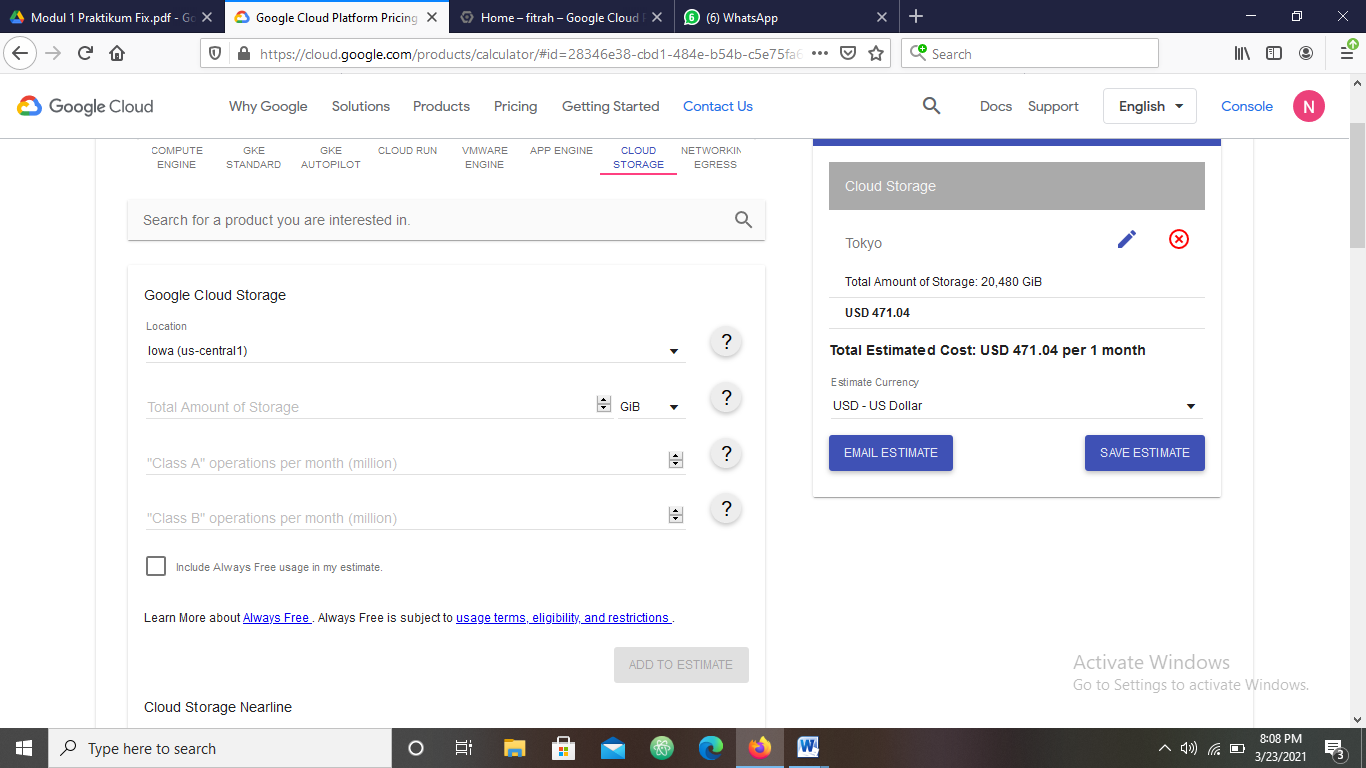 Modul 1 Praktikum Fix.pdf - Go
Google Cloud Platform Pricing
Home – fitrah – Google Cloud P
6
(6) WhatsApp
https://cloud.google.com/products/calculator/#id=28346e38-cbd1-484e-b54b-c5e75fa6
Search
Google Cloud
Why Google
Solutions
Products
Pricing
Getting Started
Contact Us
Docs
Support
English
Console
N
COMPUTE
ENGINE
GKE
STANDARD
GKE
AUTOPILOT
CLOUD RUN
VMWARE
ENGINE
APP ENGINE
CLOUD
STORAGE
NETWORKIN
EGRESS
Search for a product you are interested in.
Google Cloud Storage
Location
Iowa (us-central1)
?
Total Amount of Storage
GiB
?
"Class A" operations per month (million)
?
"Class B" operations per month (million)
?
Include Always Free usage in my estimate.
Learn More about Always Free . Always Free is subject to usage terms, eligibility, and restrictions .
ADD TO ESTIMATE
Cloud Storage Nearline
Cloud Storage
Tokyo
Total Amount of Storage: 20,480 GiB
USD 471.04
Total Estimated Cost: USD 471.04 per 1 month
Estimate Currency
USD - US Dollar
EMAIL ESTIMATE
SAVE ESTIMATE
Activate Windows
Go to Settings to activate Windows.
Type here to search
W
8:08 PM
3/23/2021
3